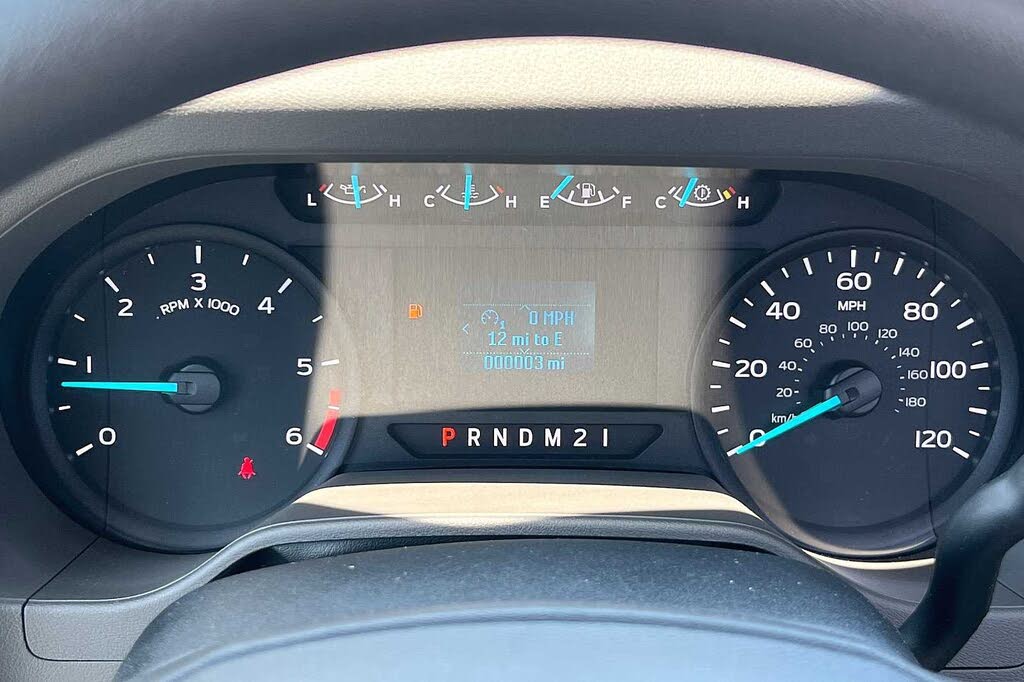 L H C H E F C H
0 1 2 3 4 5 6
RPM X 1000
0 MPH
12 mi to E
000003 mi
P R N D M 2 1
0 20 40 60 80 100 120
MPH
20 40 60 80 100 120 140 160 180
km/h